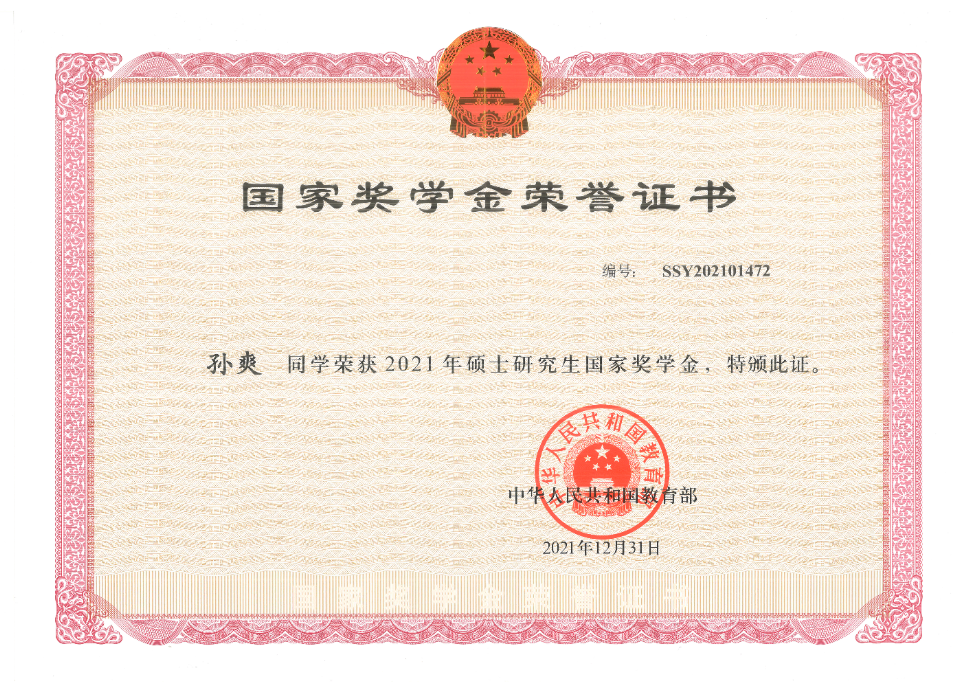 国家奖学金荣誉证书
编号： SSY202101472
孙爽 同学荣获 2021 年硕士研究生国家奖学金，特颁此证。
中华人民共和国教育部
中华人民共和国教育部
2021年12月31日
国家奖学金荣誉证书